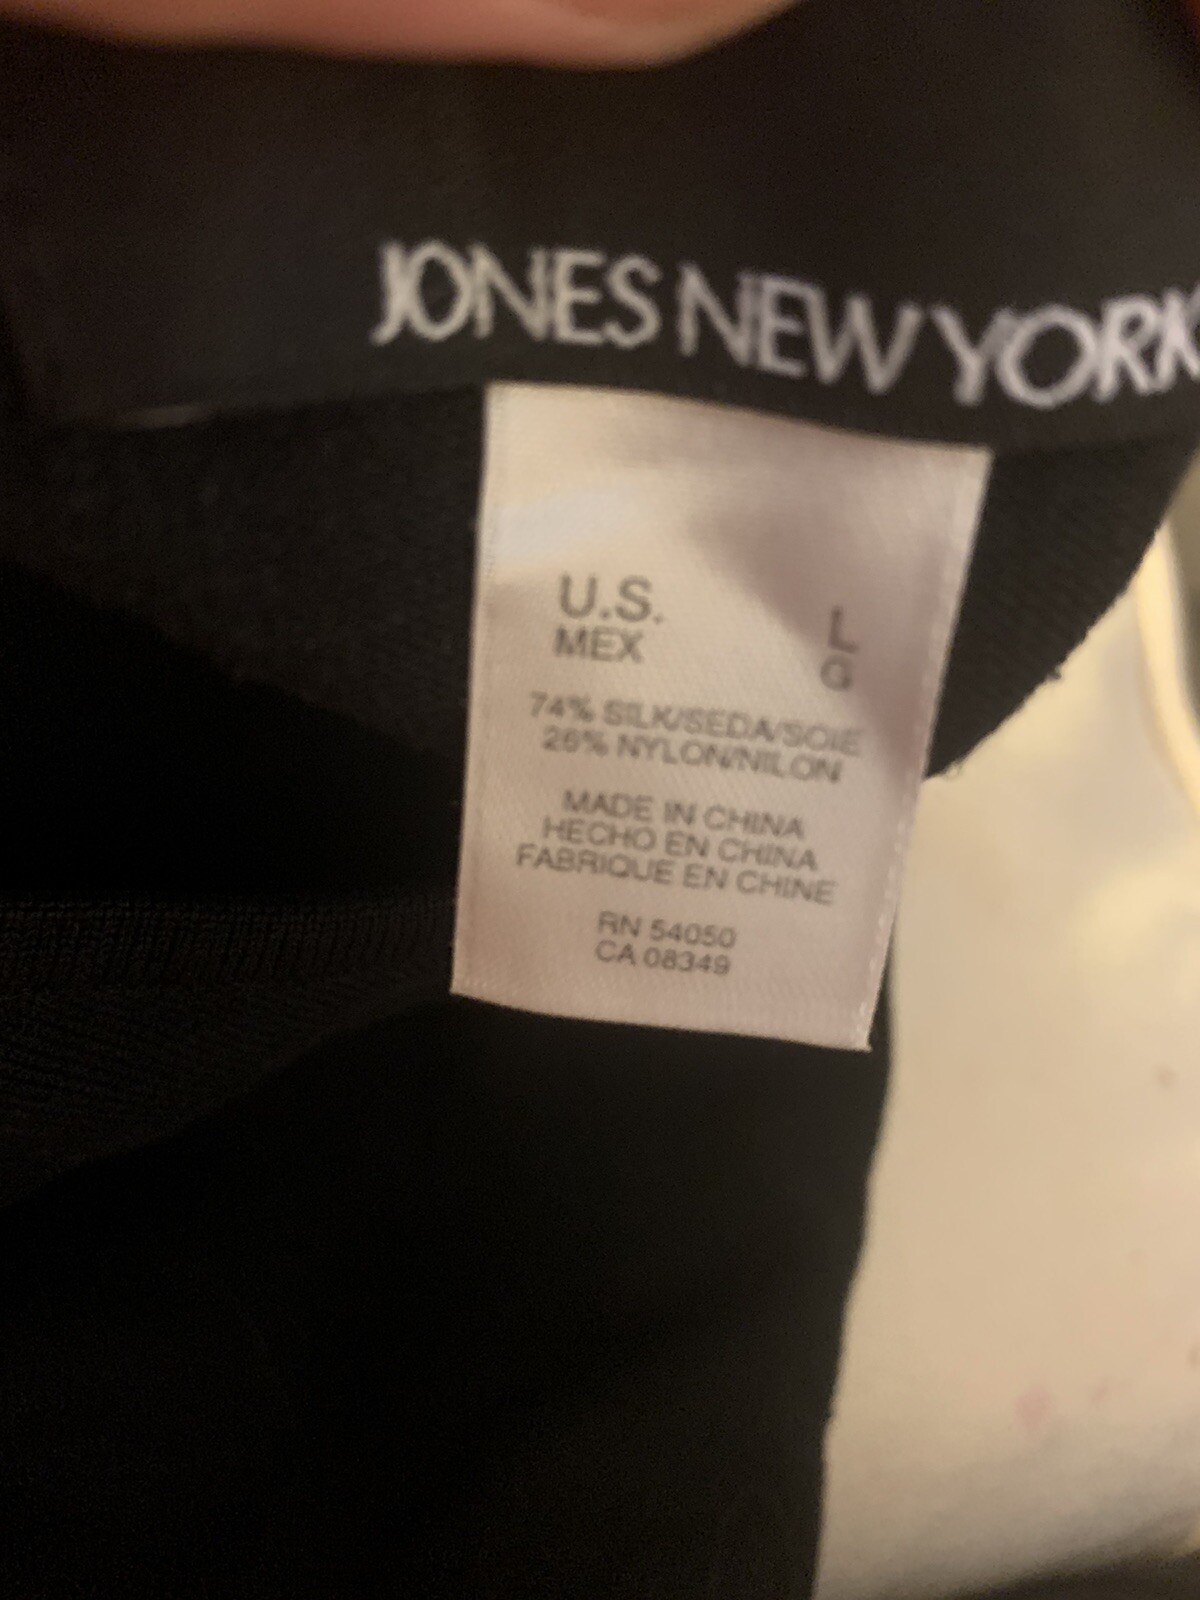 JONES NEW YORK
U.S. L
MEX G
74% SILK/SEDA/SOIE
26% NYLON/NILON
MADE IN CHINA
HECHO EN CHINA
FABRIQUE EN CHINE
RN 54050
CA 08349